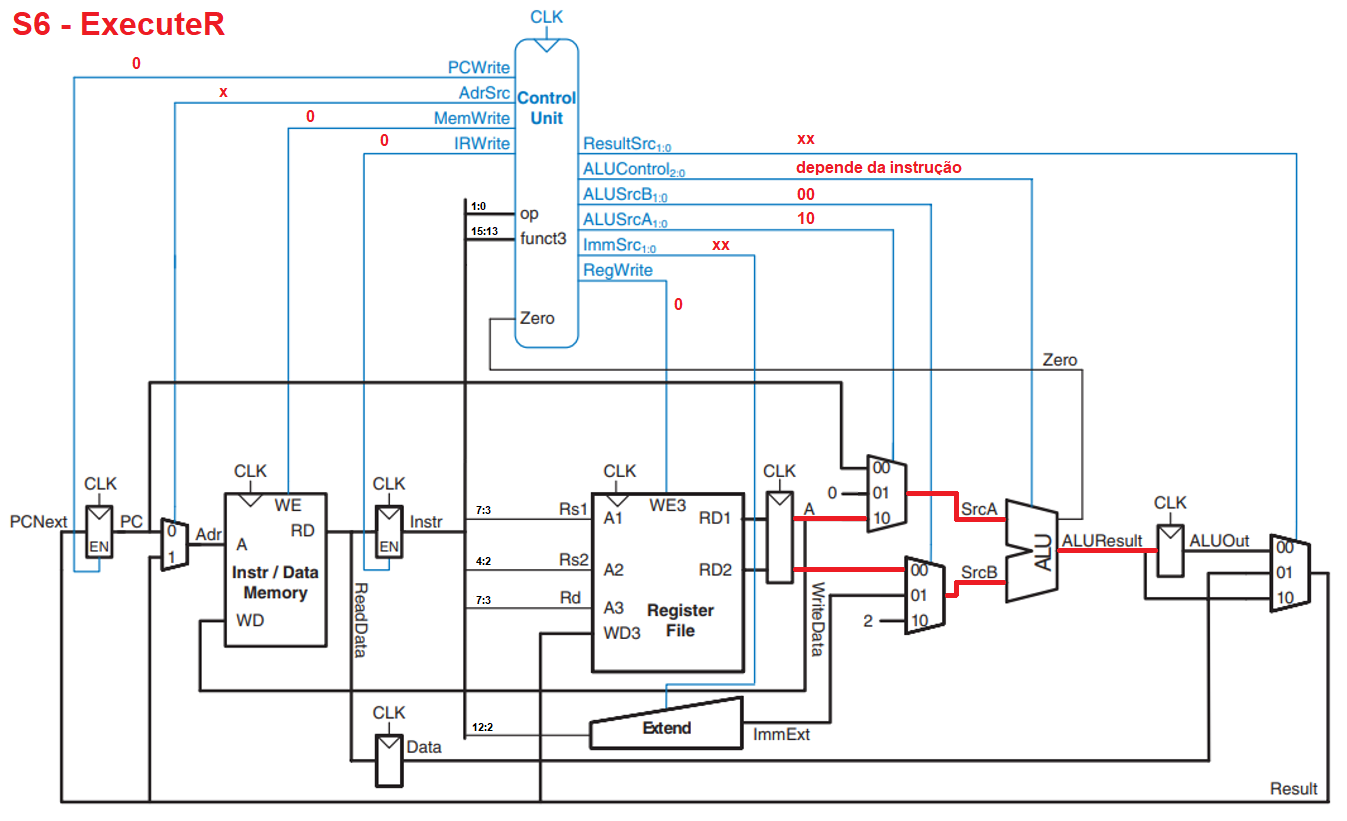 S6 - ExecuteR
CLK
0
PCWrite
x
AdrSrc
Control
Unit
0
MemWrite
0
IRWrite
ResultSrc1:0
xx
ALUControl2:0
depende da instrução
ALUSrcB1:0
00
ALUSrcA1:0
10
ImmSrc1:0
xx
RegWrite
0
1:0
op
15:13
funct3
Zero
Zero
CLK
PCNext
EN
PC
0
1
Adr
CLK
WE
RD
A
Instr / Data
Memory
WD
ReadData
CLK
EN
Instr
CLK
Data
7:3
Rs1
4:2
Rs2
7:3
Rd
12:2
CLK
WE3
A1
RD1
A2
RD2
A3
Register
File
WD3
Extend
ImmExt
CLK
A
WriteData
00
0
01
10
SrcA
00
01
2
10
SrcB
ALU
ALUResult
CLK
ALUOut
00
01
10
Result